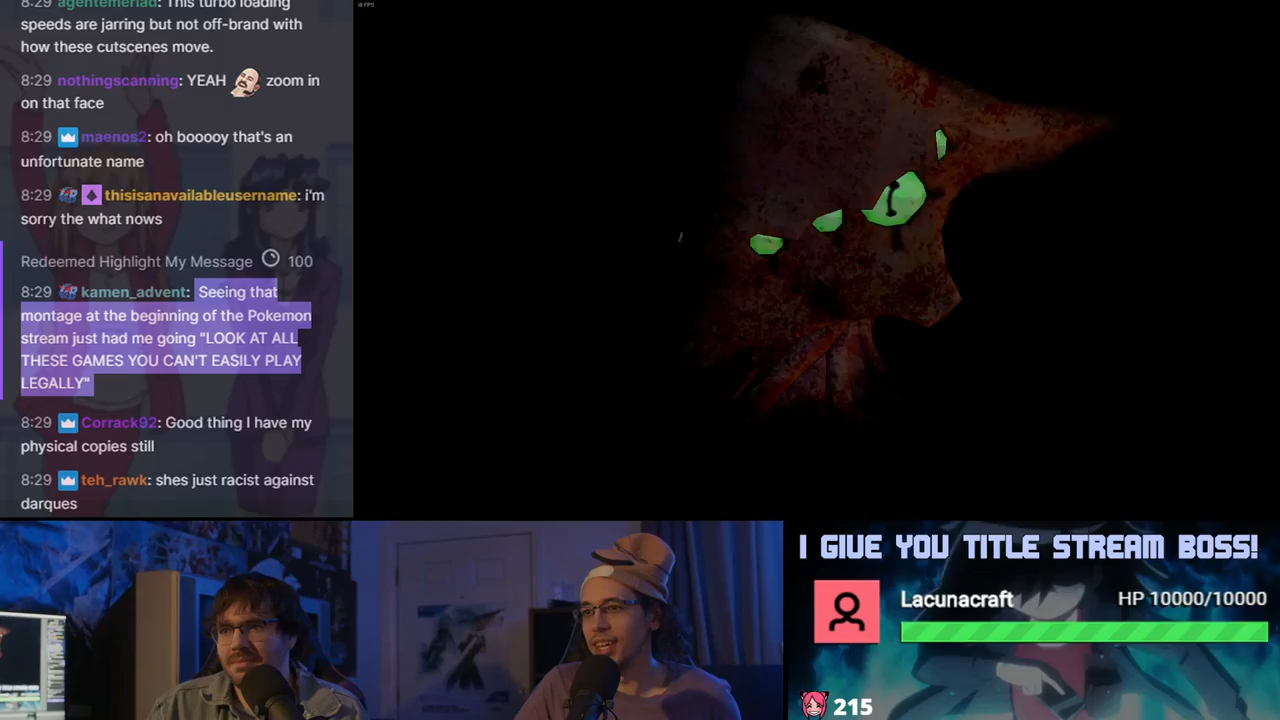 18 FPS
8:29 agentemeriad: This turbo loading
speeds are jarring but not off-brand with
how these cutscenes move.
8:29 nothingscanning: YEAH zoom in
on that face
8:29 maenos2: oh booooy that's an
unfortunate name
8:29 thisisanavailableusername: i'm
sorry the what nows
Redeemed Highlight My Message 100
8:29 kamen_advent: Seeing that
montage at the beginning of the Pokemon
stream just had me going "LOOK AT ALL
THESE GAMES YOU CAN'T EASILY PLAY
LEGALLY"
8:29 Corrack92: Good thing I have my
physical copies still
8:29 teh_rawk: shes just racist against
darques
I GIVE YOU TITLE STREAM BOSS!
Lacunacraft HP 10000/10000
215